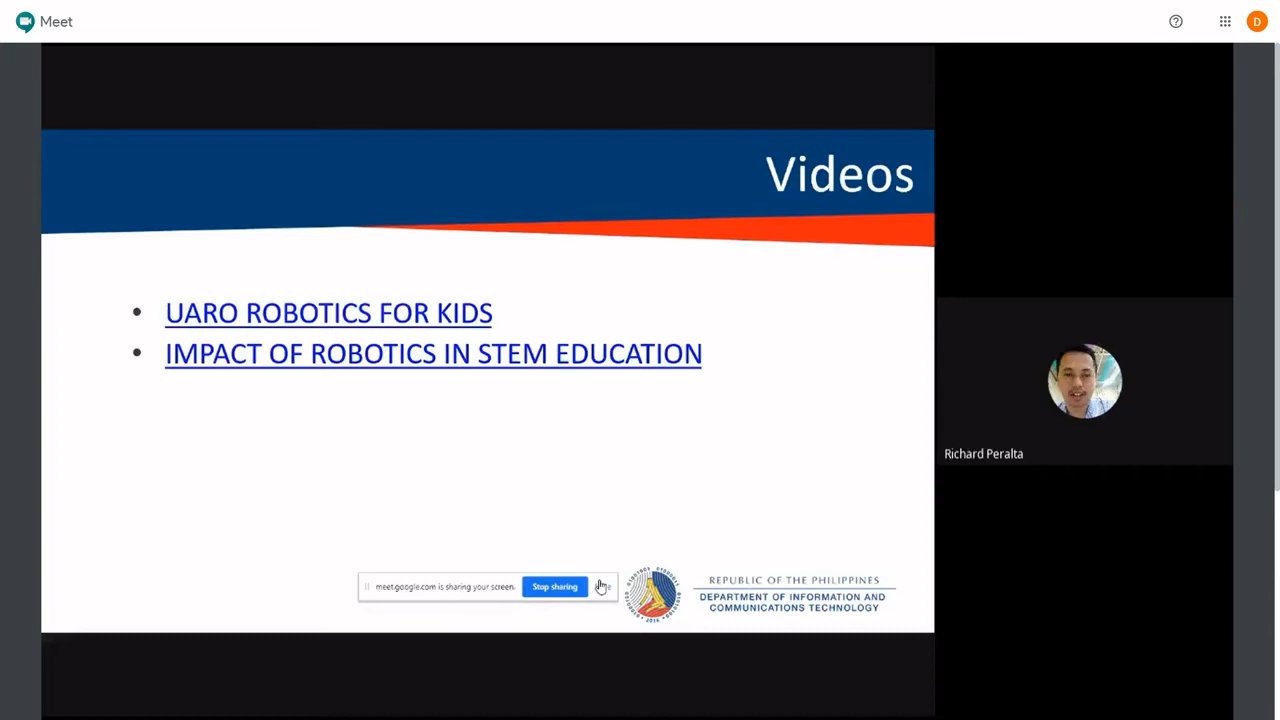 Meet
D
Videos
• UARO ROBOTICS FOR KIDS
• IMPACT OF ROBOTICS IN STEM EDUCATION
Richard Peralta
meet.google.com is sharing your screen.
Stop sharing
REPUBLIC OF THE PHILIPPINES
DEPARTMENT OF INFORMATION AND
COMMUNICATIONS TECHNOLOGY
2016